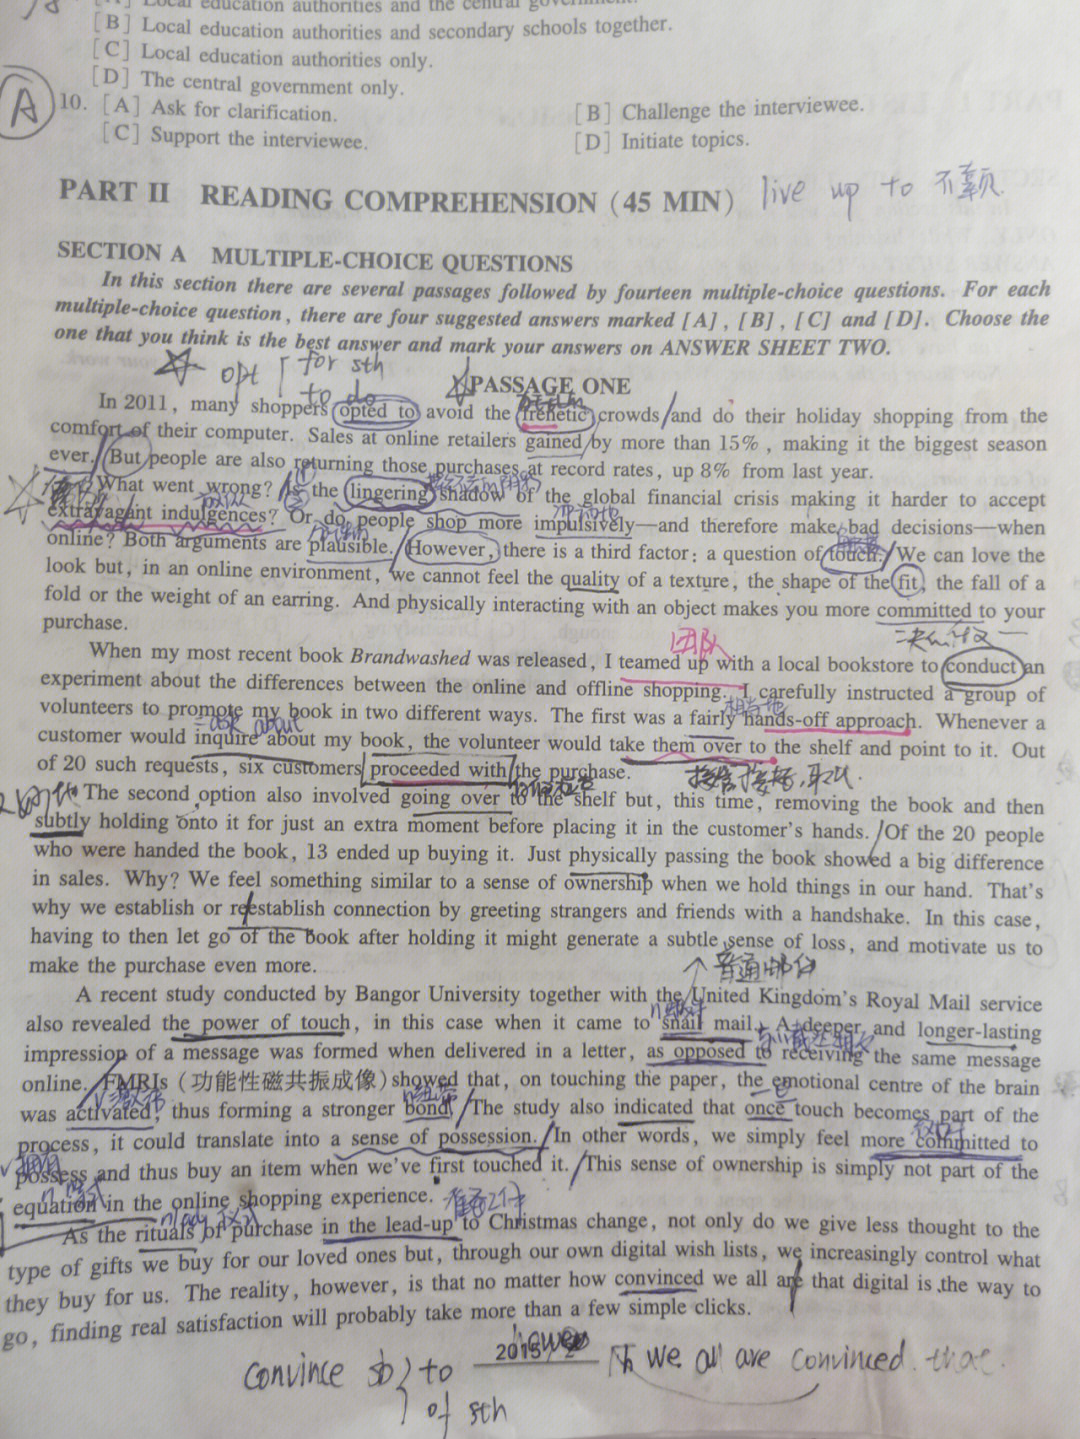 Local education authorities and the central government.
[B] Local education authorities and secondary schools together.
[C] Local education authorities only.
[D] The central government only.
A
10. [A] Ask for clarification. [B] Challenge the interviewee.
[C] Support the interviewee. [D] Initiate topics.
PART II READING COMPREHENSION (45 MIN) live up to 不辜负
SECTION A MULTIPLE-CHOICE QUESTIONS
In this section there are several passages followed by fourteen multiple-choice questions. For each
multiple-choice question, there are four suggested answers marked [A], [B], [C] and [D]. Choose the
one that you think is the best answer and mark your answers on ANSWER SHEET TWO.
opt for sth
to do
PASSAGE ONE
In 2011, many shoppers opted to avoid the frenetic crowds and do their holiday shopping from the
comfort of their computer. Sales at online retailers gained by more than 15%, making it the biggest season
ever. But people are also returning those purchases at record rates, up 8% from last year.
What went wrong? Is the lingering shadow of the global financial crisis making it harder to accept
extravagant indulgences? Or do people shop more impulsively—and therefore make bad decisions—when
online? Both arguments are plausible. However, there is a third factor: a question of touch. We can love the
look but, in an online environment, we cannot feel the quality of a texture, the shape of the fit, the fall of a
fold or the weight of an earring. And physically interacting with an object makes you more committed to your
purchase.
团队
When my most recent book Brandwashed was released, I teamed up with a local bookstore to conduct an
experiment about the differences between the online and offline shopping. I carefully instructed a group of
volunteers to promote my book in two different ways. The first was a fairly hands-off approach. Whenever a
=ask about
相当地
customer would inquire about my book, the volunteer would take them over to the shelf and point to it. Out
of 20 such requests, six customers proceeded with the purchase.
The second option also involved going over to the shelf but, this time, removing the book and then
subtly holding onto it for just an extra moment before placing it in the customer's hands. Of the 20 people
who were handed the book, 13 ended up buying it. Just physically passing the book showed a big difference
in sales. Why? We feel something similar to a sense of ownership when we hold things in our hand. That's
why we establish or reestablish connection by greeting strangers and friends with a handshake. In this case,
having to then let go of the book after holding it might generate a subtle sense of loss, and motivate us to
make the purchase even more.
普通邮件
A recent study conducted by Bangor University together with the United Kingdom's Royal Mail service
also revealed the power of touch, in this case when it came to snail mail. A deeper and longer-lasting
impression of a message was formed when delivered in a letter, as opposed to receiving the same message
online. FMRIs (功能性磁共振成像) showed that, on touching the paper, the emotional centre of the brain
was activated, thus forming a stronger bond. The study also indicated that once touch becomes part of the
process, it could translate into a sense of possession. In other words, we simply feel more committed to
possess and thus buy an item when we've first touched it. This sense of ownership is simply not part of the
equation in the online shopping experience.
As the rituals of purchase in the lead-up to Christmas change, not only do we give less thought to the
type of gifts we buy for our loved ones but, through our own digital wish lists, we increasingly control what
they buy for us. The reality, however, is that no matter how convinced we all are that digital is the way to
go, finding real satisfaction will probably take more than a few simple clicks.
2015
convince sb to
of sth
we all are convinced that